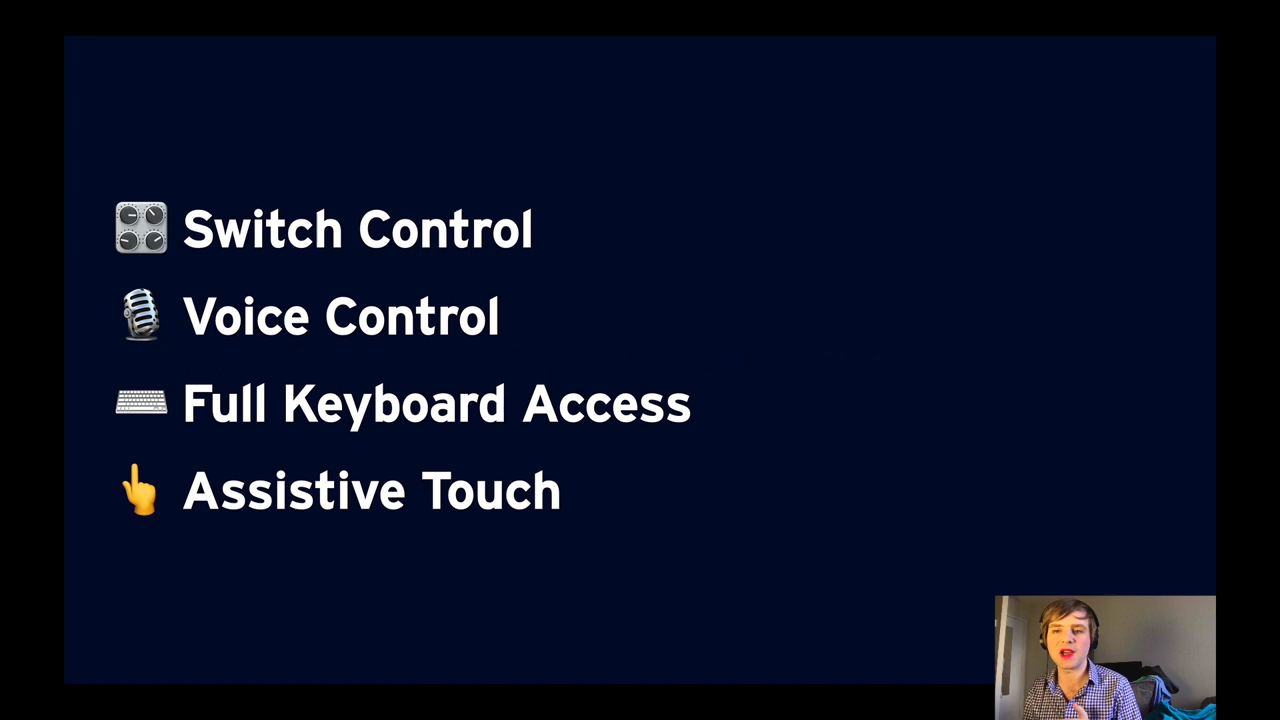 Switch Control
Voice Control
Full Keyboard Access
Assistive Touch